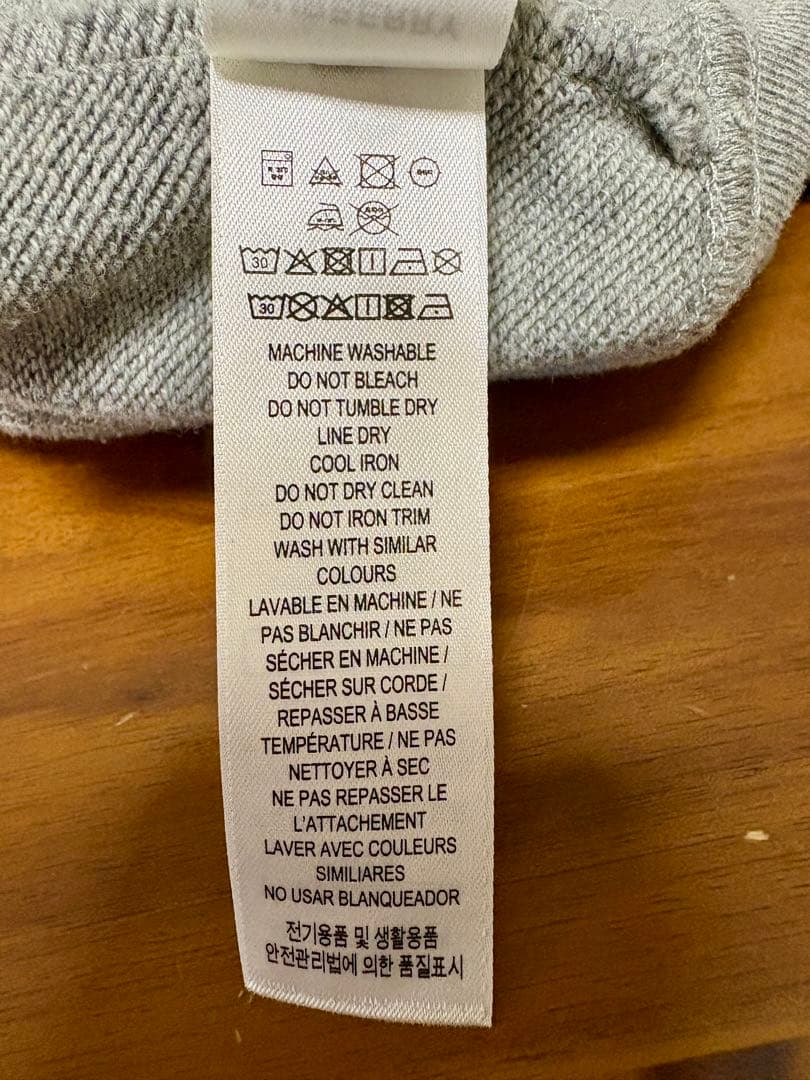 BURBERRY
30
30
MACHINE WASHABLE
DO NOT BLEACH
DO NOT TUMBLE DRY
LINE DRY
COOL IRON
DO NOT DRY CLEAN
DO NOT IRON TRIM
WASH WITH SIMILAR
COLOURS
LAVABLE EN MACHINE / NE
PAS BLANCHIR / NE PAS
SÉCHER EN MACHINE /
SÉCHER SUR CORDE /
REPASSER À BASSE
TEMPÉRATURE / NE PAS
NETTOYER À SEC
NE PAS REPASSER LE
L'ATTACHEMENT
LAVER AVEC COULEURS
SIMILIARES
NO USAR BLANQUEADOR
전기용품 및 생활용품
안전관리법에 의한 품질표시